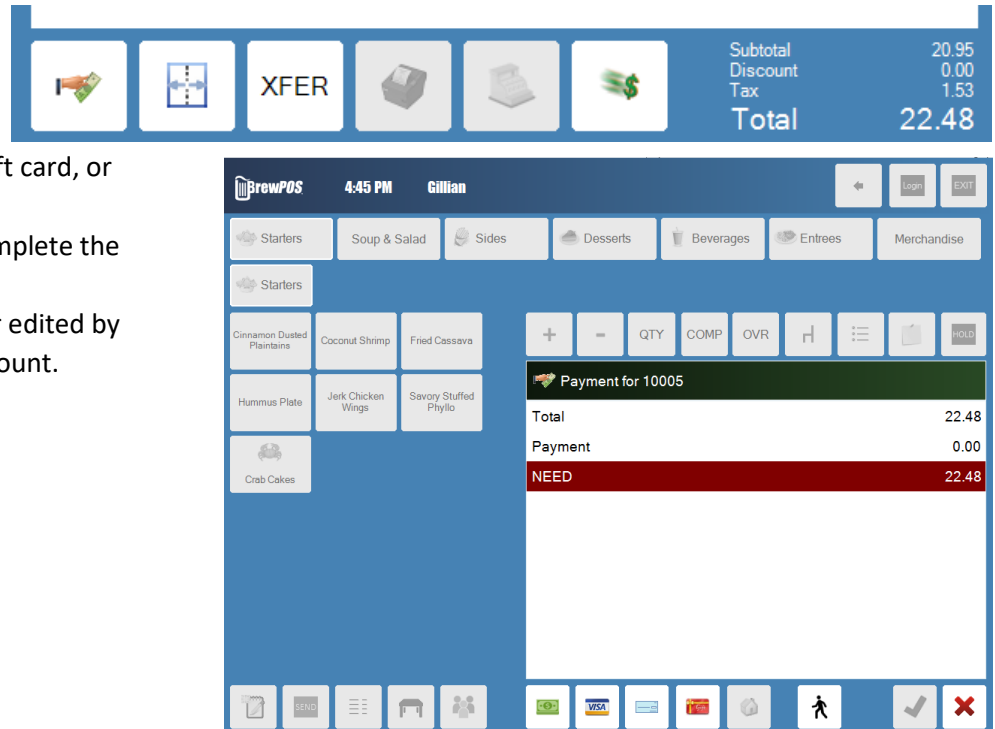 XFER
Subtotal 20.95
Discount 0.00
Tax 1.53
Total 22.48
ft card, or
mplete the
r edited by
ount.
BrewPOS 4:45 PM Gillian Login EXIT
Starters Soup & Salad Sides Desserts Beverages Entrees Merchandise
Starters
Cinnamon Dusted
Plaintains
Coconut Shrimp
Fried Cassava
+ - QTY COMP OVR HOLD
Hummus Plate
Jerk Chicken
Wings
Savory Stuffed
Phyllo
Crab Cakes
Payment for 10005
Total 22.48
Payment 0.00
NEED 22.48
SEND
VISA